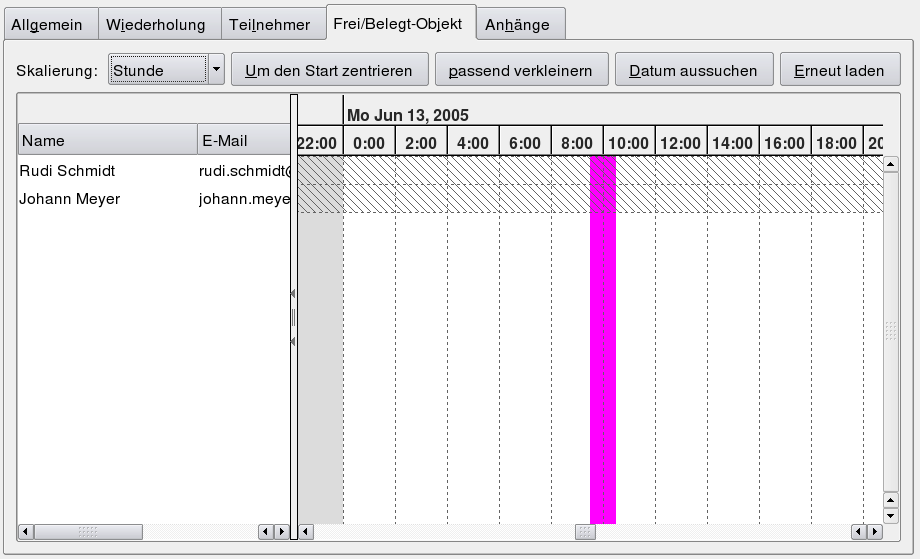 Allgemein Wiederholung Teilnehmer Frei/Belegt-Objekt Anhänge
Skalierung: Stunde Um den Start zentrieren passend verkleinern Datum aussuchen Erneut laden
Mo Jun 13, 2005
Name E-Mail 22:00 0:00 2:00 4:00 6:00 8:00 10:00 12:00 14:00 16:00 18:00 20
Rudi Schmidt rudi.schmidt@
Johann Meyer johann.meye